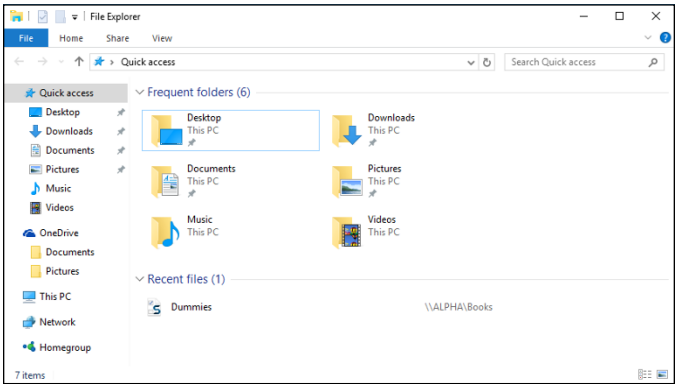 File Explorer
File Home Share View
Quick access
Search Quick access
Quick access
Desktop
Downloads
Documents
Pictures
Music
Videos
OneDrive
Documents
Pictures
This PC
Network
Homegroup
Frequent folders (6)
Desktop
This PC
Downloads
This PC
Documents
This PC
Pictures
This PC
Music
This PC
Videos
This PC
Recent files (1)
Dummies
\\ALPHA\Books
7 items